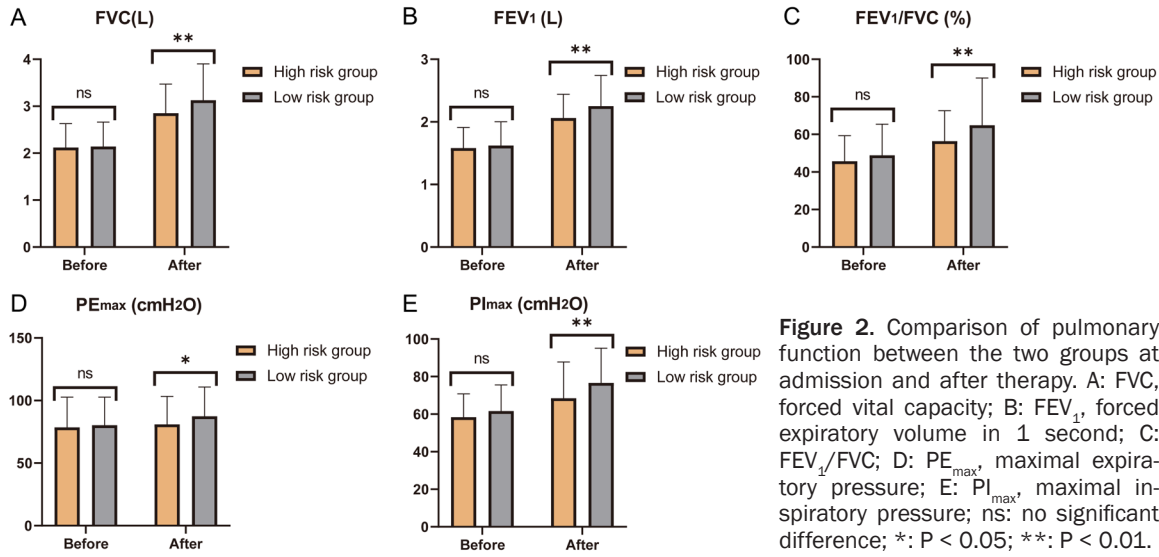 A
FVC(L)
**
ns
4
3
2
1
0
Before
After
High risk group
Low risk group
B
FEV1 (L)
**
ns
3
2
1
0
Before
After
High risk group
Low risk group
C
FEV1/FVC (%)
**
ns
100
80
60
40
20
0
Before
After
High risk group
Low risk group
D
PEmax (cmH2O)
ns
*
150
100
50
0
Before
After
High risk group
Low risk group
E
PImax (cmH2O)
ns
**
100
80
60
40
20
0
Before
After
High risk group
Low risk group
Figure 2. Comparison of pulmonary
function between the two groups at
admission and after therapy. A: FVC,
forced vital capacity; B: FEV1, forced
expiratory volume in 1 second; C:
FEV1/FVC; D: PEmax, maximal expira-
tory pressure; E: PImax, maximal in-
spiratory pressure; ns: no significant
difference; *: P < 0.05; **: P < 0.01.